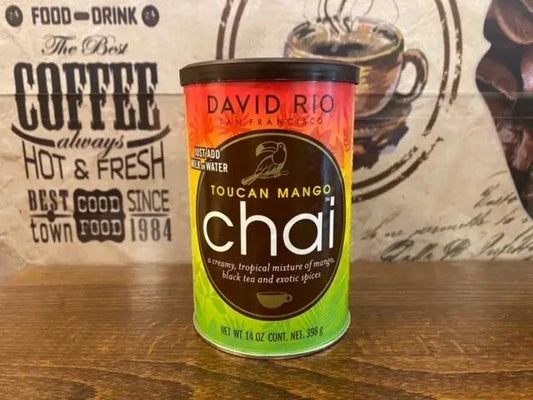 FOOD DRINK
The Best
COFFEE
always
HOT & FRESH
BEST GOOD SINCE
town FOOD 1984
DAVID RIO
SAN FRANCISCO
JUST ADD
MILK OR WATER
TOUCAN MANGO
chai
a creamy, tropical mixture of mango,
black tea and exotic spices
NET WT 14 OZ CONT. NET. 398 g